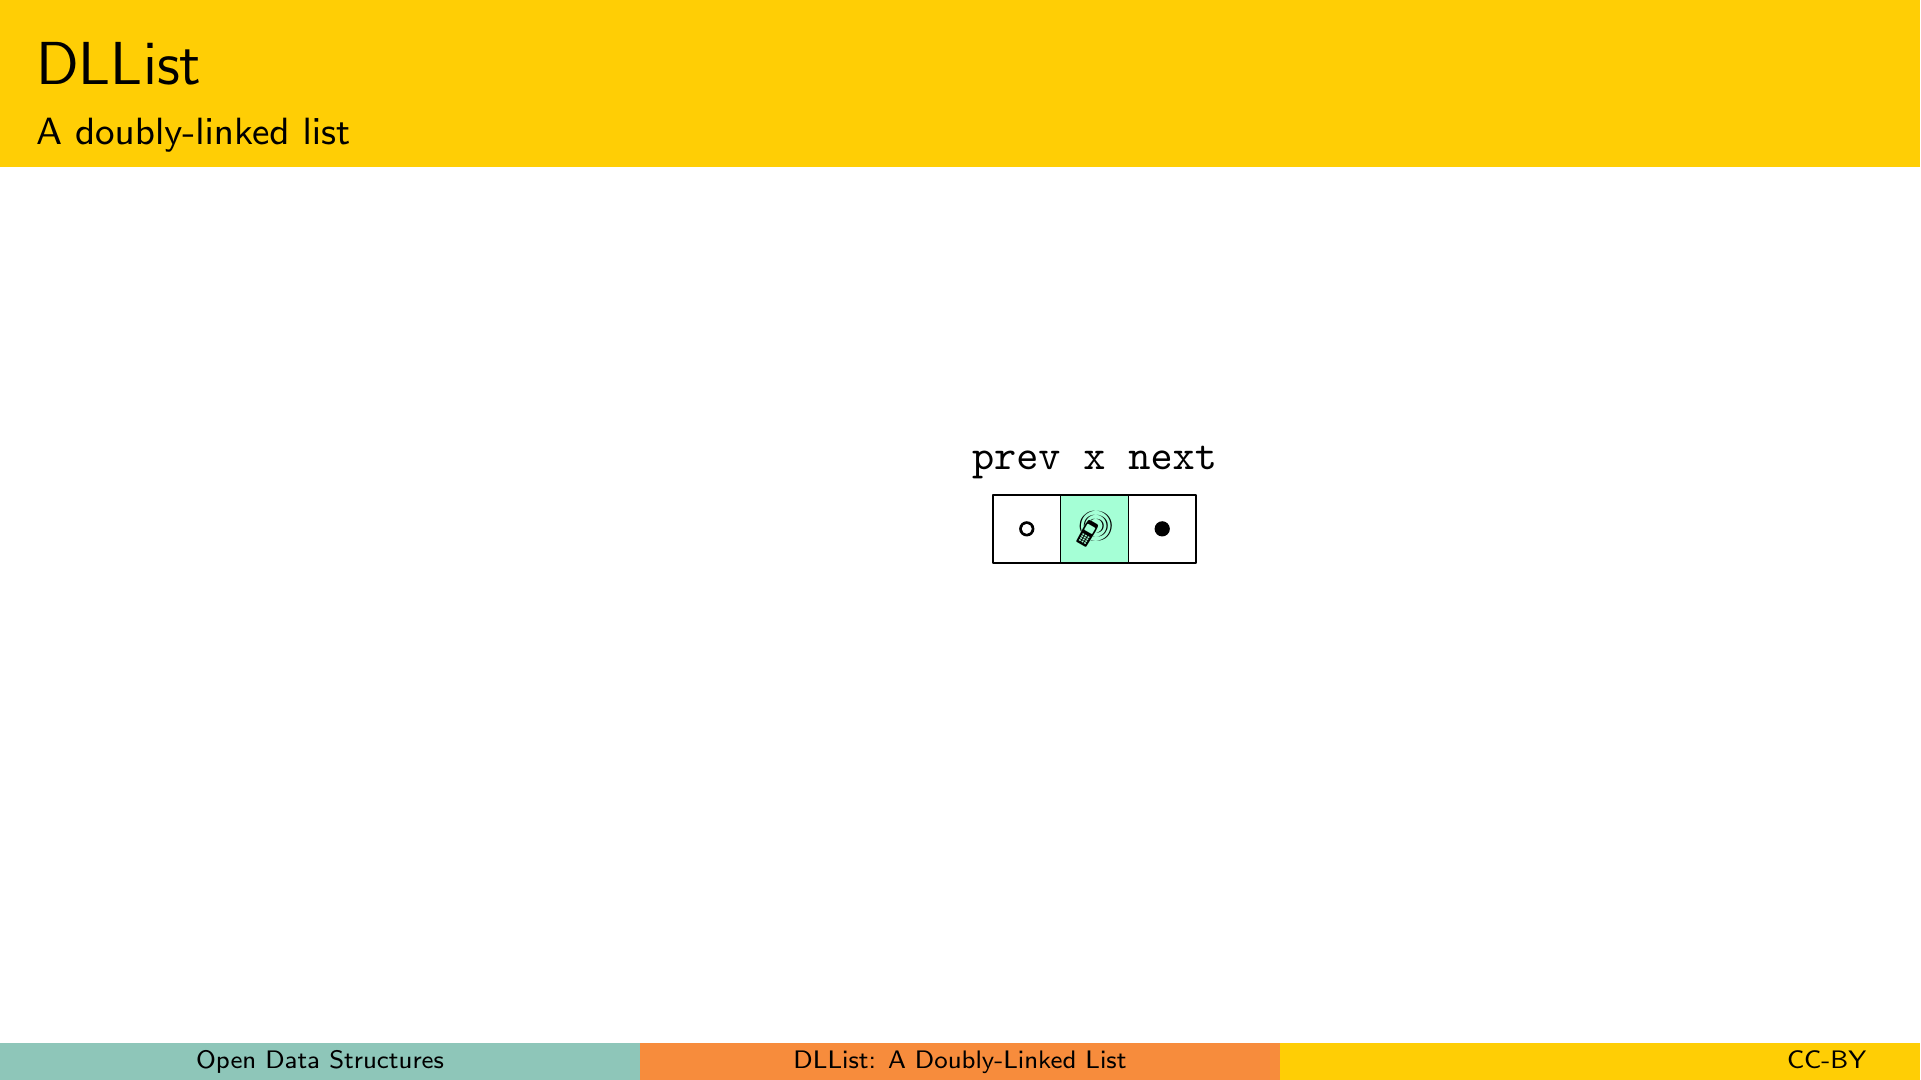 DLList
A doubly-linked list
prev x next
Open Data Structures
DLList: A Doubly-Linked List
CC-BY